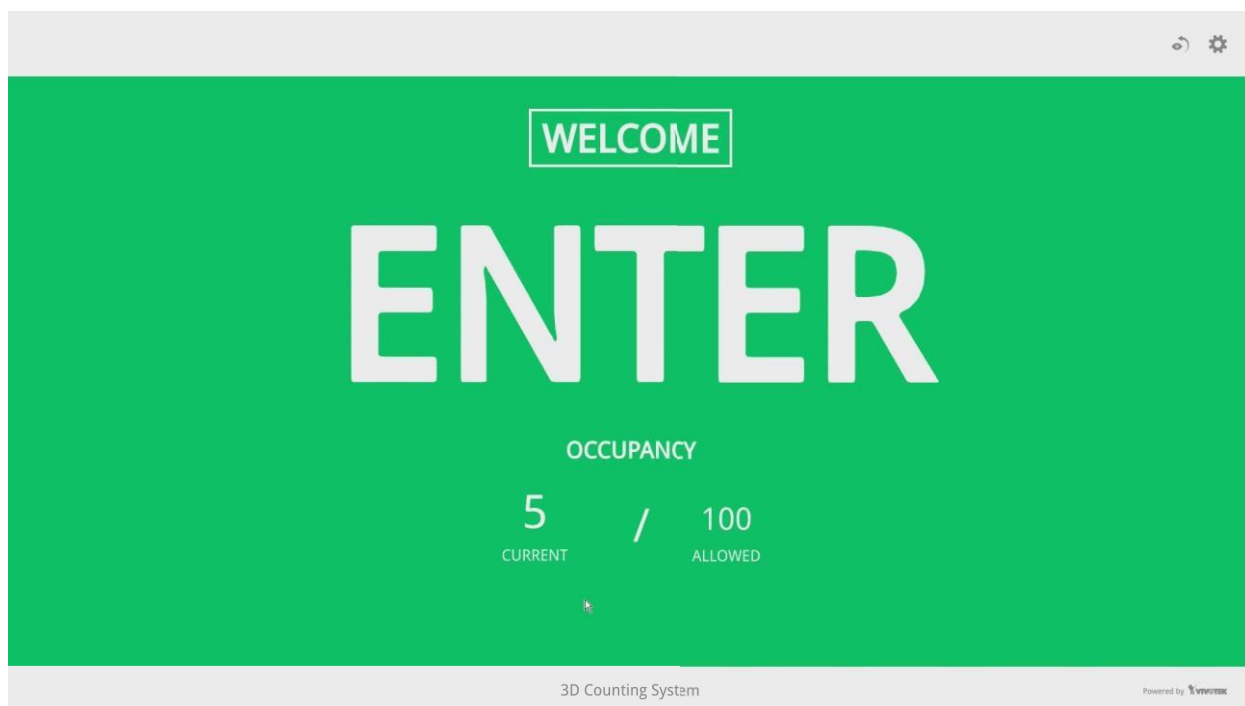 WELCOME
ENTER
OCCUPANCY
5 / 100
CURRENT ALLOWED
3D Counting System
Powered by VIVOTEK